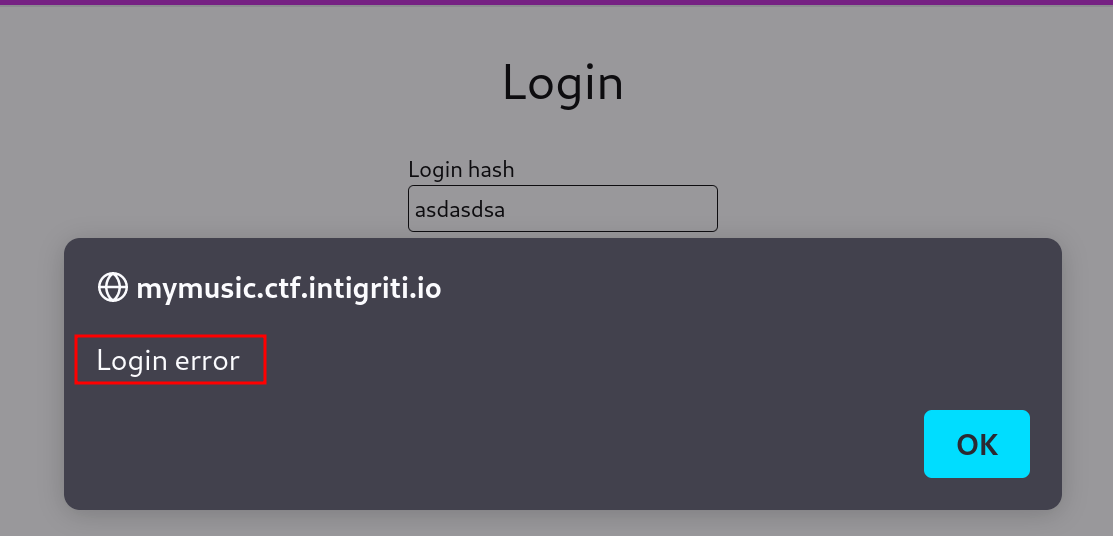 Login
Login hash
asdasdsa
mymusic.ctf.intigriti.io
Login error
OK